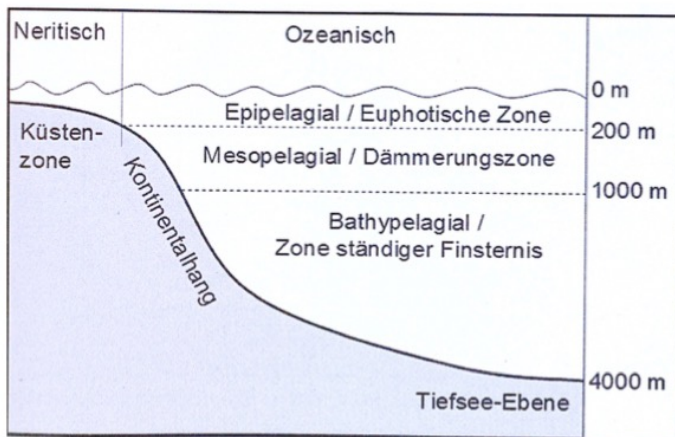 Neritisch
Ozeanisch
0 m
Epipelagial / Euphotische Zone
200 m
Küsten-
zone
Mesopelagial / Dämmerungszone
1000 m
Kontinentalhang
Bathypelagial /
Zone ständiger Finsternis
4000 m
Tiefsee-Ebene